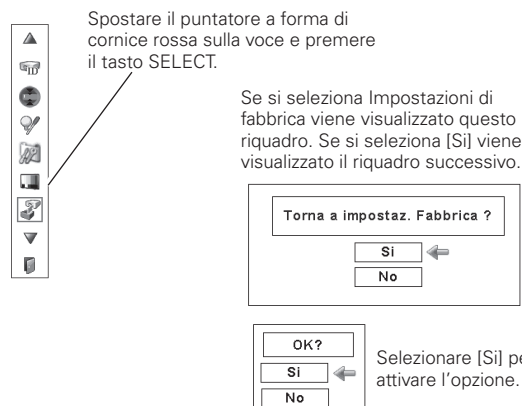 Spostare il puntatore a forma di
cornice rossa sulla voce e premere
il tasto SELECT.
ID
Se si seleziona Impostazioni di
fabbrica viene visualizzato questo
riquadro. Se si seleziona [Si] viene
visualizzato il riquadro successivo.
Torna a impostaz. Fabbrica ?
Si
No
OK?
Si
No
Selezionare [Si] pe
attivare l'opzione.